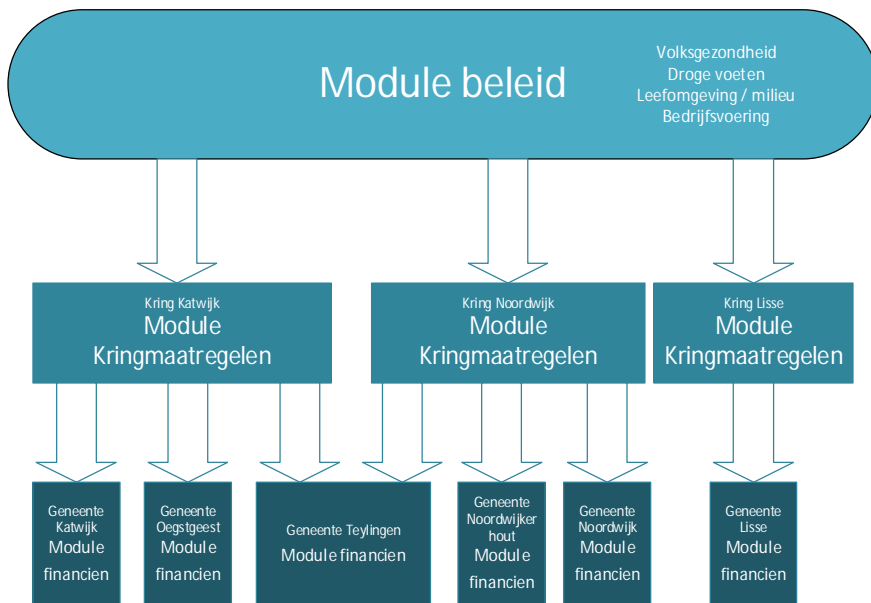 Module beleid
Volksgezondheid
Droge voeten
Leefomgeving / milieu
Bedrijfsvoering
Kring Katwijk
Module
Kringmaatregelen
Kring Noordwijk
Module
Kringmaatregelen
Kring Lisse
Module
Kringmaatregelen
Geneente
Katwijk
Module
financien
Geneente
Oegstgeest
Module
financien
Geneente Teylingen
Module financien
Geneente
Noordwijker
hout
Module
financien
Geneente
Noordwijk
Module
financien
Geneente
Lisse
Module
financien